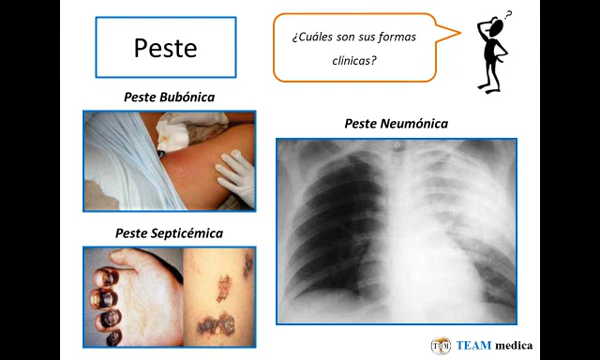 Peste
¿Cuáles son sus formas
clínicas?
?
Peste Bubónica
Peste Neumónica
Peste Septicémica
TEAM medica